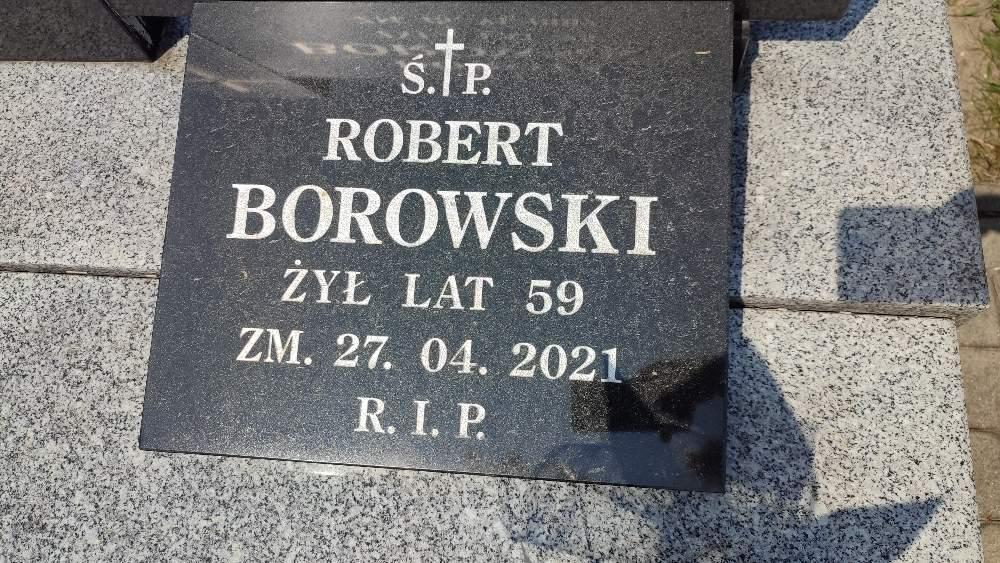 Ś.†P.
ROBERT
BOROWSKI
ŻYŁ LAT 59
ZM. 27. 04. 2021
R. I. P.